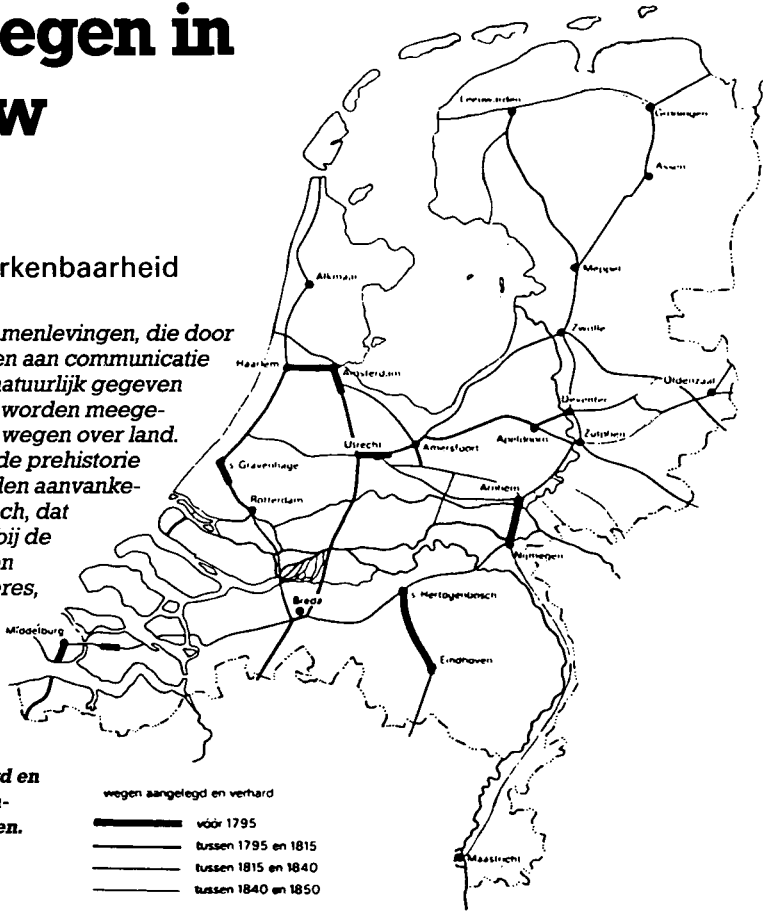 egen in
w
rkenbaarheid
menlevingen, die door
en aan communicatie
natuurlijk gegeven
worden meege-
wegen over land.
de prehistorie
den aanvanke-
ch, dat
bij de
en
eres,
d en
n-
en.
Leeuwarden
Groningen
Assen
Alkmaar
Meppel
Zwolle
Haarlem
Amsterdam
Oldenzaal
Deventer
Utrecht
Amersfoort
Apeldoorn
Zutphen
's Gravenhage
Arnhem
Rotterdam
Nijmegen
Breda
's Hertogenbosch
Middelburg
Eindhoven
Maastricht
wegen aangelegd en verhard
vóór 1795
tussen 1795 en 1815
tussen 1815 en 1840
tussen 1840 en 1850